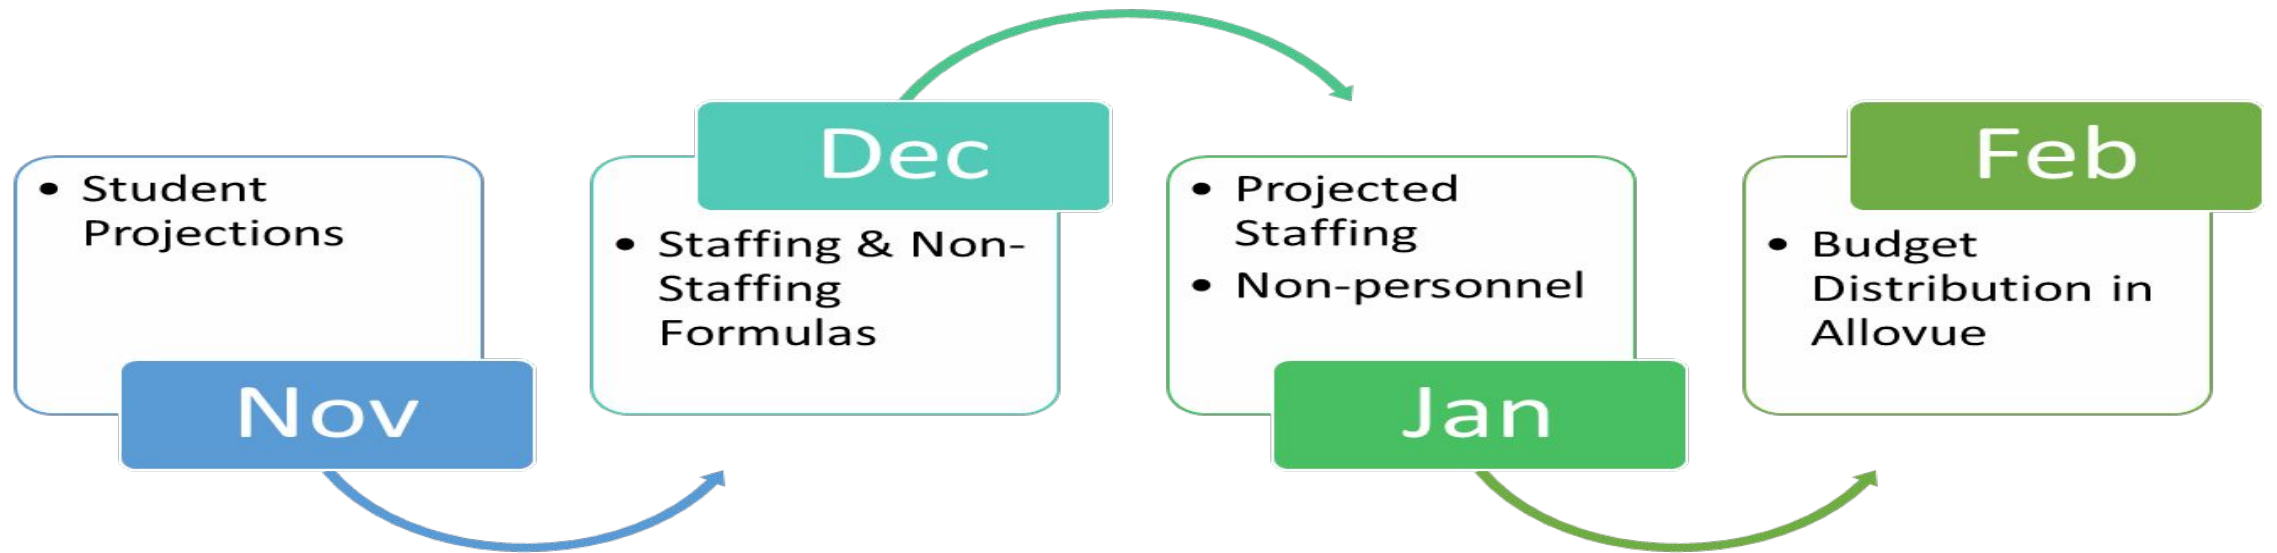 • Student
Projections
Nov
Dec
• Staffing & Non-
Staffing
Formulas
• Projected
Staffing
• Non-personnel
Jan
Feb
• Budget
Distribution in
Allovue